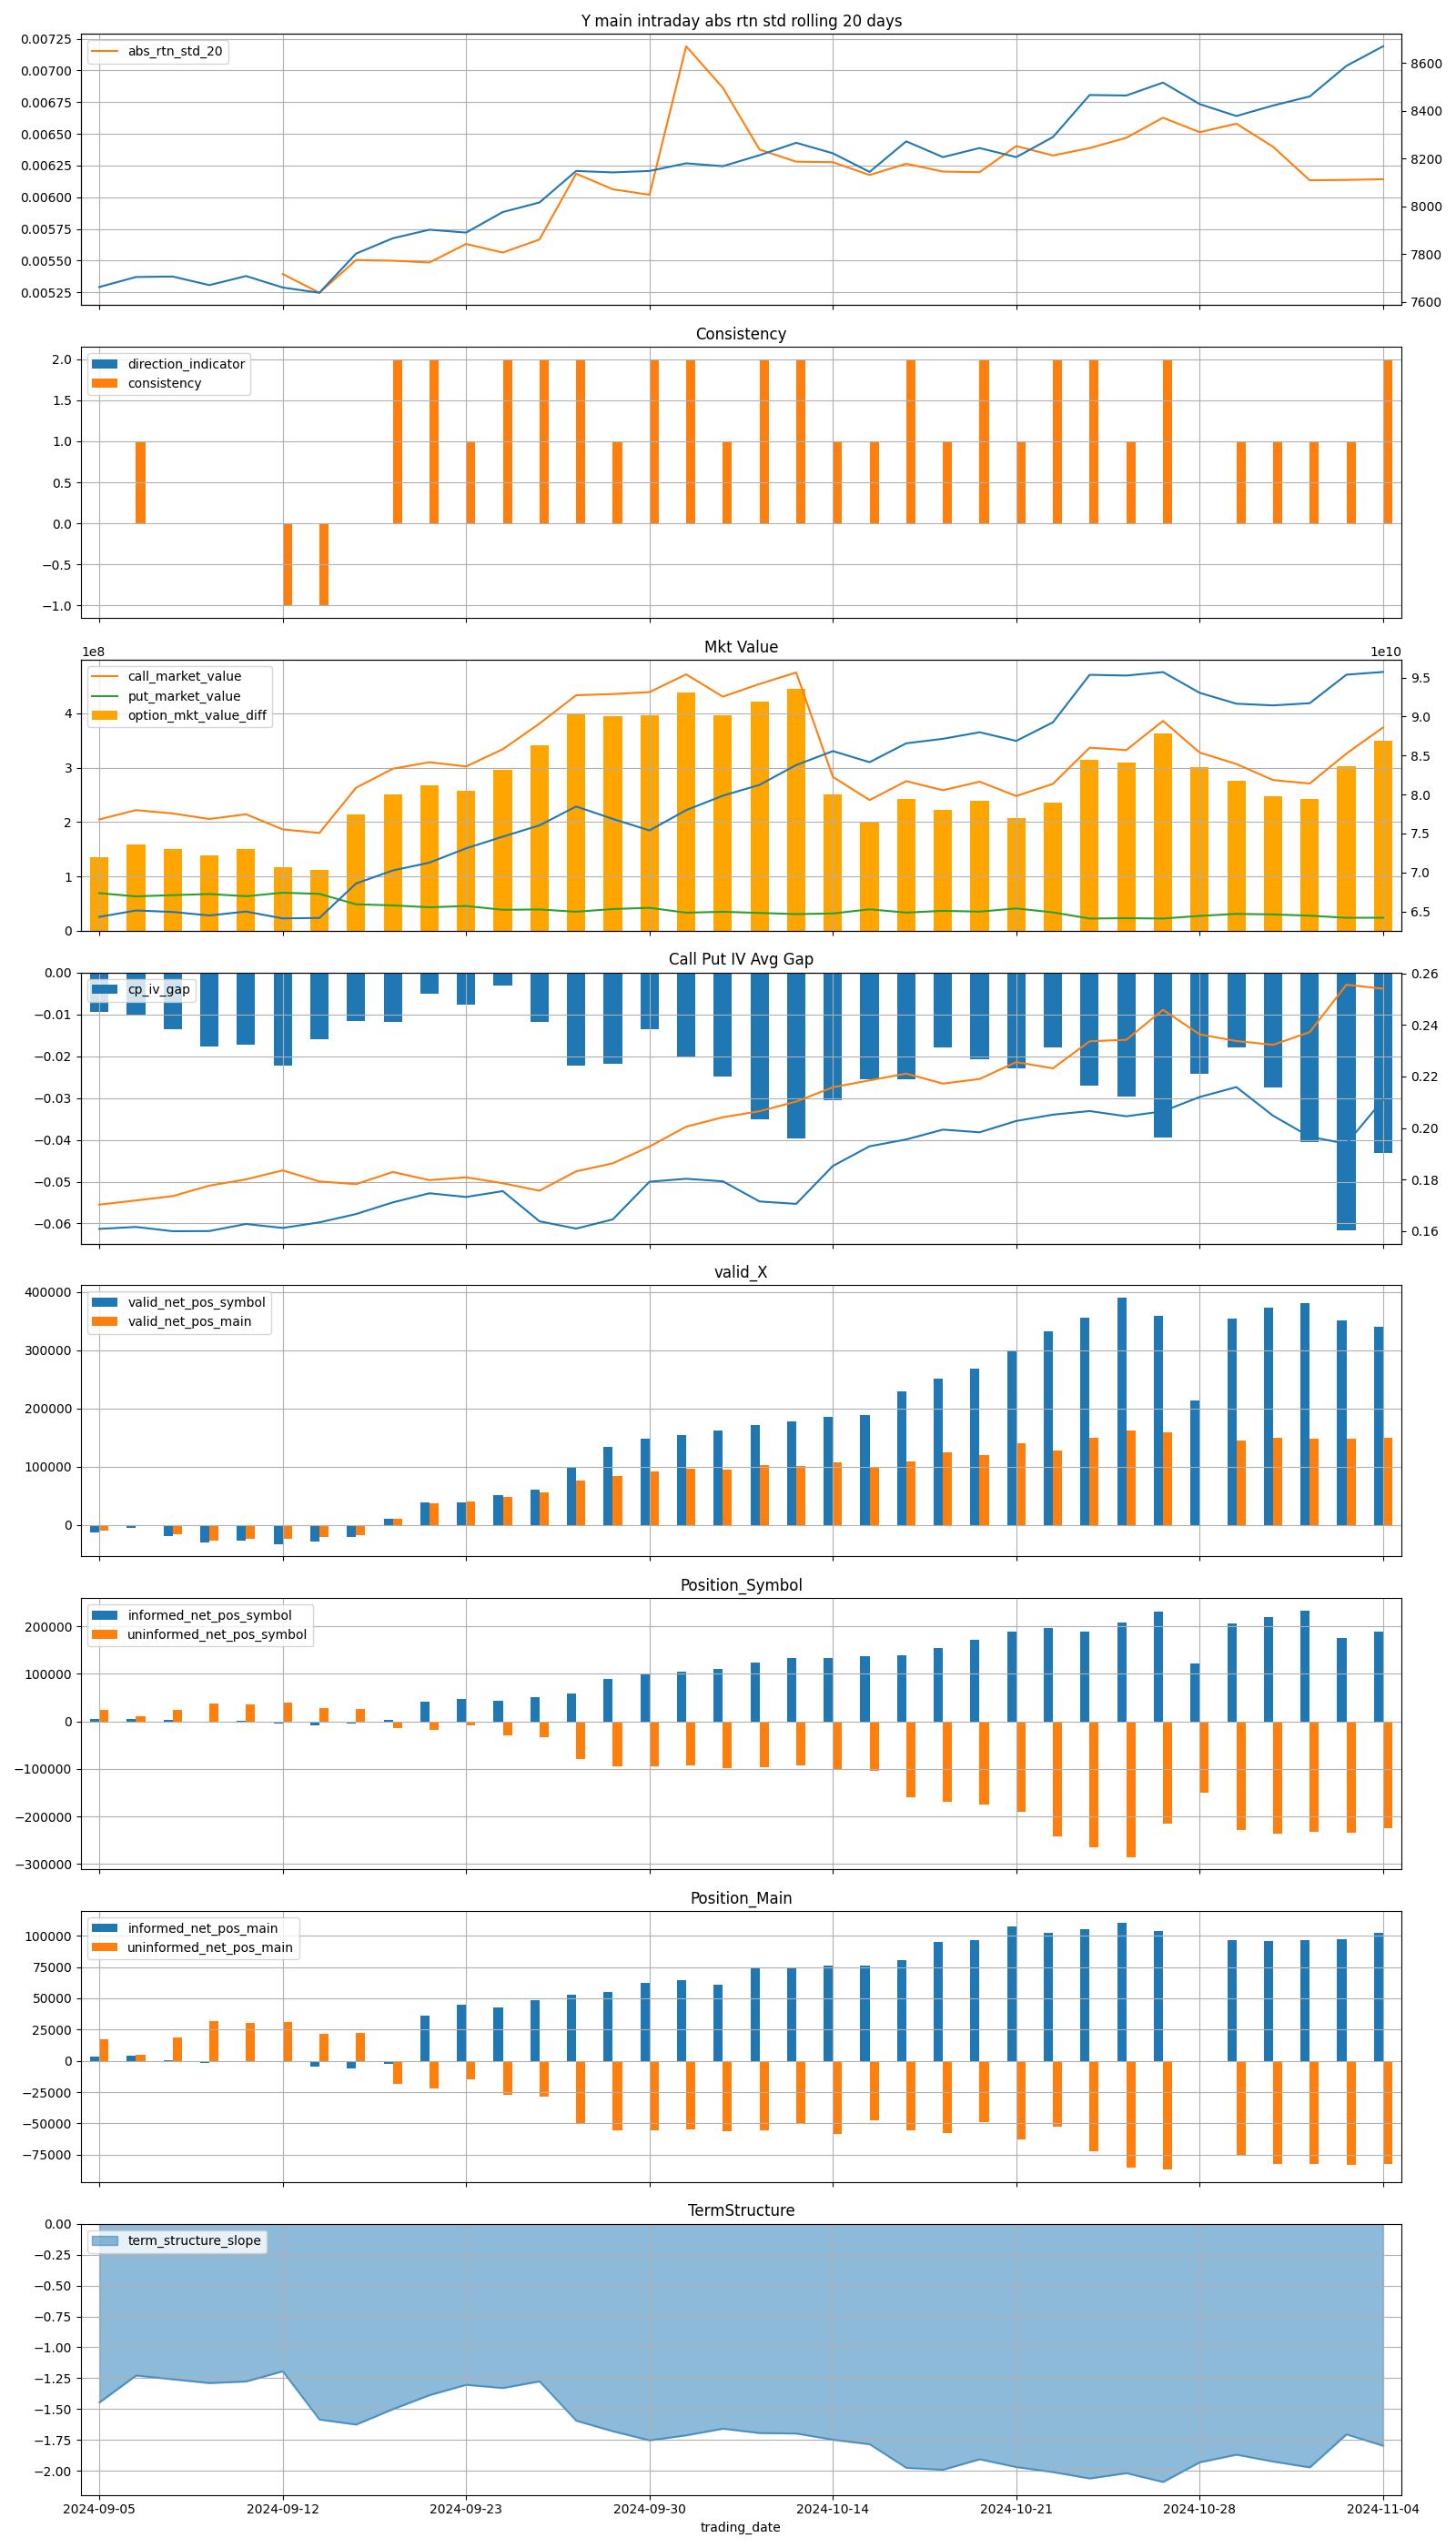 Y main intraday abs rtn std rolling 20 days
abs_rtn_std_20
0.00725
0.00700
0.00675
0.00650
0.00625
0.00600
0.00575
0.00550
0.00525
8600
8400
8200
8000
7800
7600
Consistency
direction_indicator
consistency
2.0
1.5
1.0
0.5
0.0
−0.5
−1.0
Mkt Value
1e8
1e10
call_market_value
put_market_value
option_mkt_value_diff
4
3
2
1
0
9.5
9.0
8.5
8.0
7.5
7.0
6.5
Call Put IV Avg Gap
cp_iv_gap
0.00
−0.01
−0.02
−0.03
−0.04
−0.05
−0.06
0.26
0.24
0.22
0.20
0.18
0.16
valid_X
valid_net_pos_symbol
valid_net_pos_main
400000
300000
200000
100000
0
Position_Symbol
informed_net_pos_symbol
uninformed_net_pos_symbol
200000
100000
0
−100000
−200000
−300000
Position_Main
informed_net_pos_main
uninformed_net_pos_main
100000
75000
50000
25000
0
−25000
−50000
−75000
TermStructure
term_structure_slope
0.00
−0.25
−0.50
−0.75
−1.00
−1.25
−1.50
−1.75
−2.00
2024-09-05 2024-09-12 2024-09-23 2024-09-30 2024-10-14 2024-10-21 2024-10-28 2024-11-04
trading_date